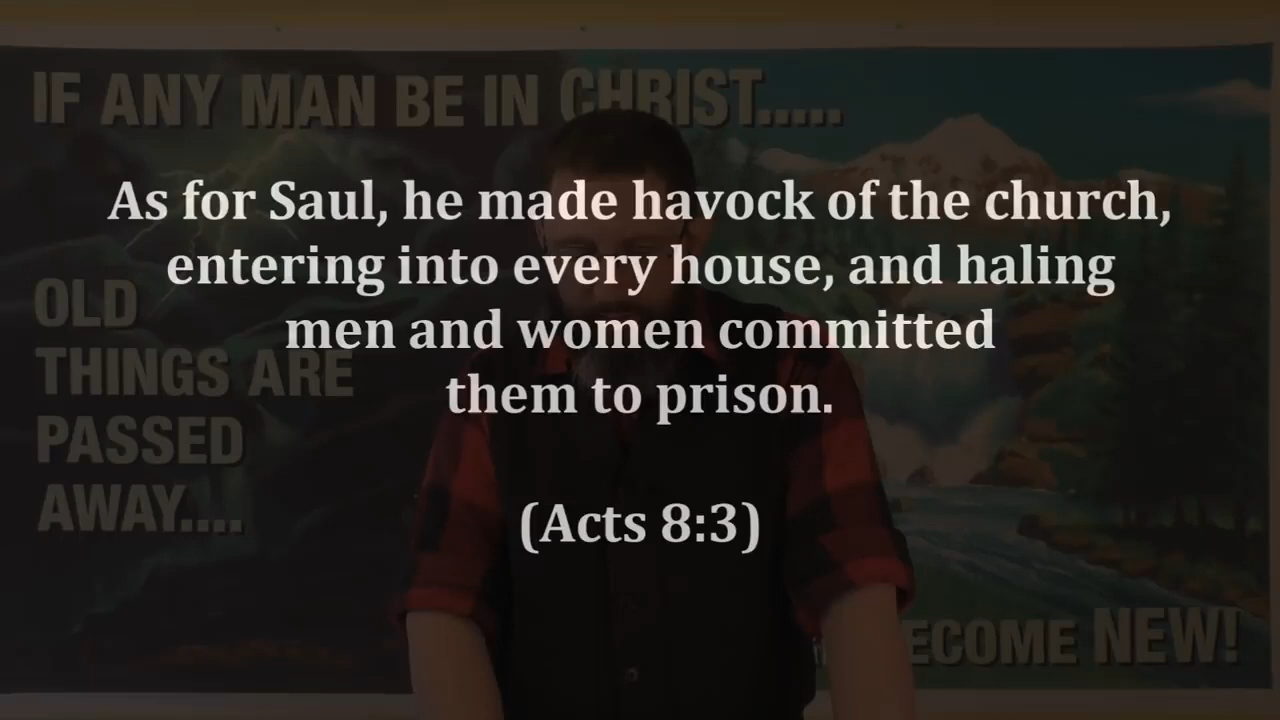 IF ANY MAN BE IN CHRIST.....
As for Saul, he made havock of the church,
entering into every house, and haling
men and women committed
them to prison.
(Acts 8:3)
OLD
THINGS ARE
PASSED
AWAY....
ECOME NEW!